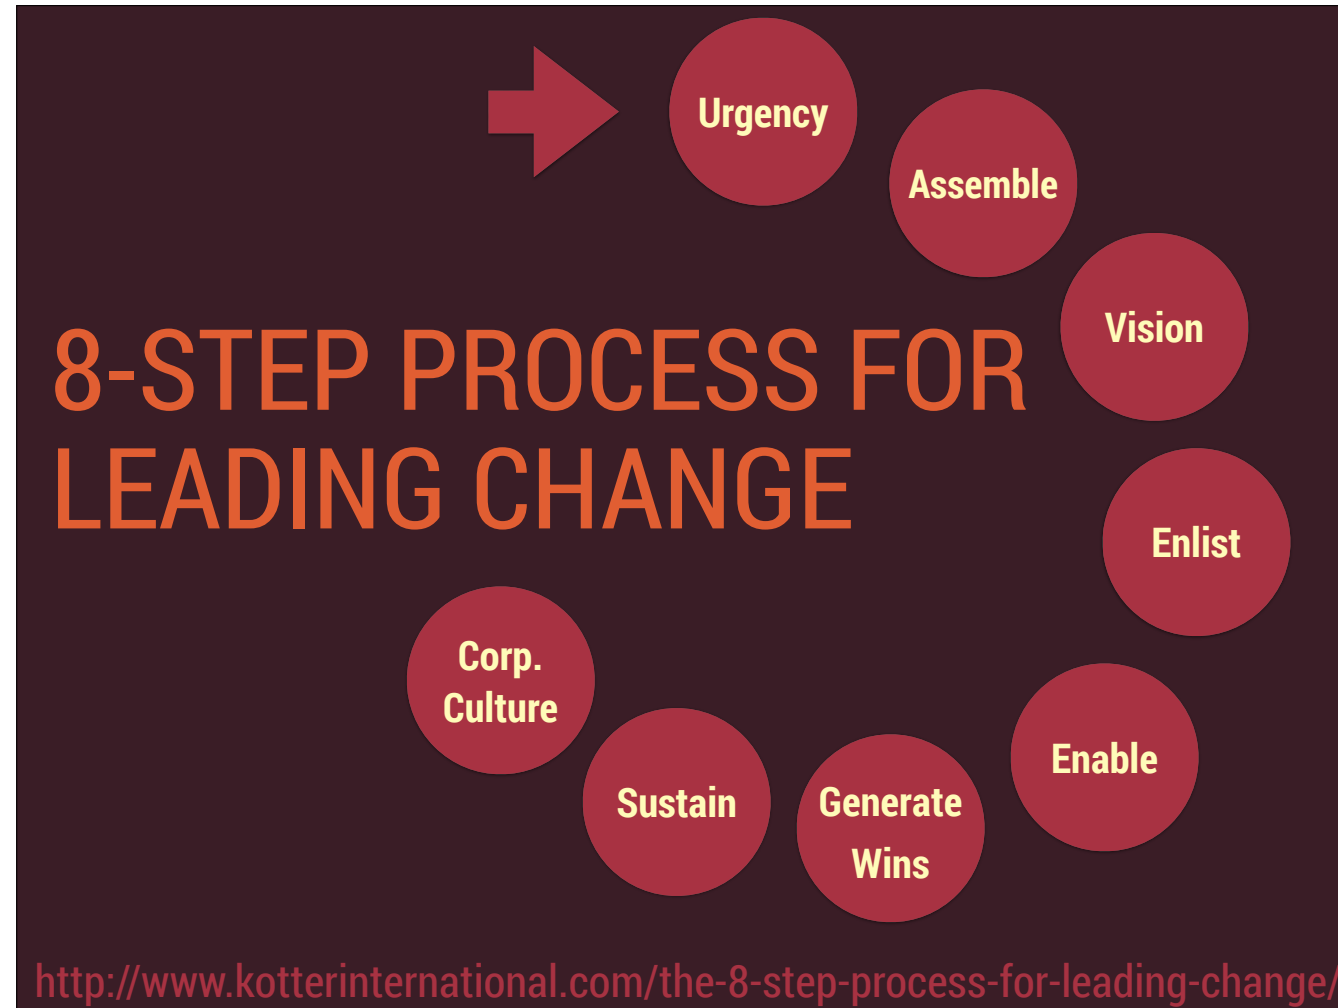 Urgency
Assemble
Vision
8-STEP PROCESS FOR
LEADING CHANGE
Enlist
Enable
Generate
Wins
Sustain
Corp.
Culture
http://www.kotterinternational.com/the-8-step-process-for-leading-change/